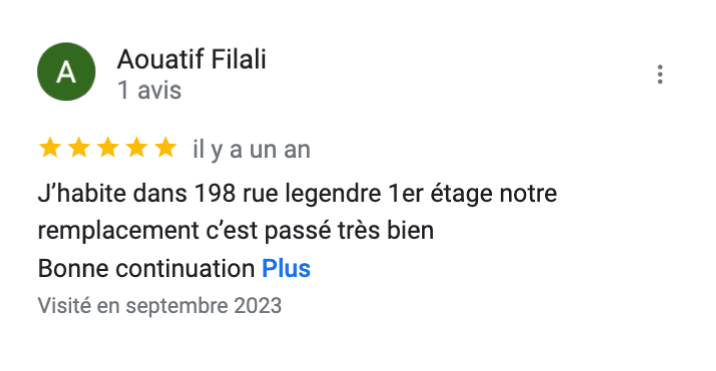 A
Aouatif Filali
1 avis
il y a un an
J’habite dans 198 rue legendre 1er étage notre
remplacement c’est passé très bien
Bonne continuation Plus
Visité en septembre 2023